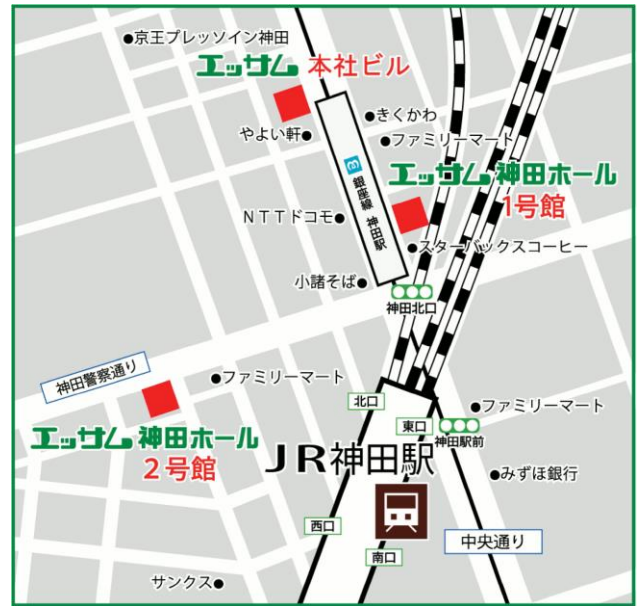 京王プレッソイン神田
エッサム 本社ビル
きくかわ
やよい軒
ファミリーマート
エッサム 神田ホール
1号館
3
銀座線 神田駅
NTTドコモ
スターバックスコーヒー
小諸そば
神田北口
神田警察通り
ファミリーマート
北口
ファミリーマート
東口
神田駅前
エッサム 神田ホール
2号館
JR神田駅
みずほ銀行
西口
中央通り
南口
サンクス